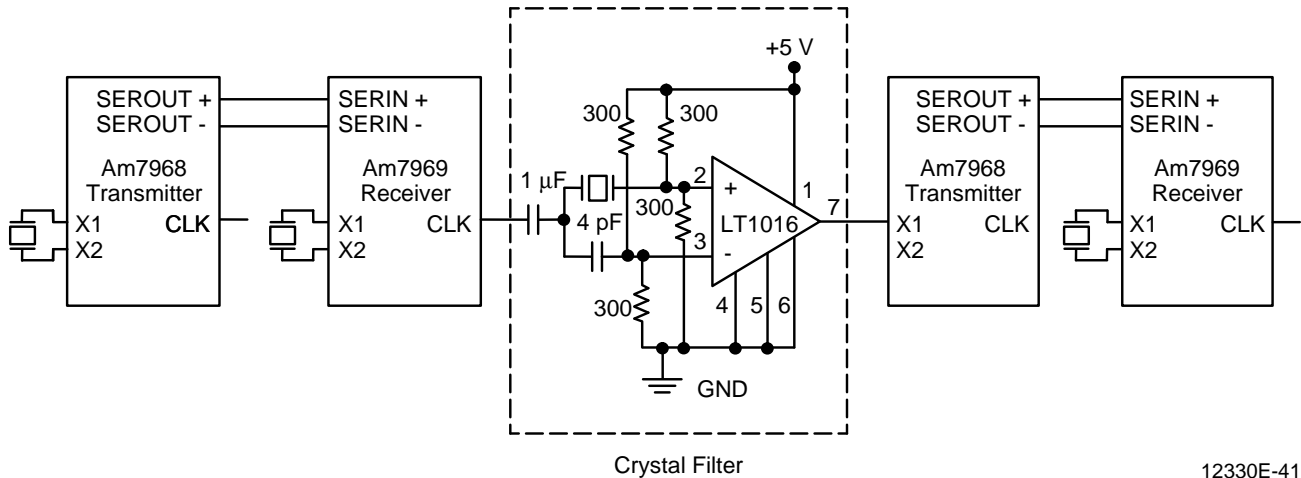 +5 V
SEROUT +
SEROUT -
Am7968
Transmitter
X1
X2
CLK
SERIN +
SERIN -
Am7969
Receiver
X1
X2
CLK
1 µF
4 pF
300
300
300
300
2
+
3
-
LT1016
1
7
4
5
6
GND
SEROUT +
SEROUT -
Am7968
Transmitter
X1
X2
CLK
SERIN +
SERIN -
Am7969
Receiver
X1
X2
CLK
Crystal Filter
12330E-41